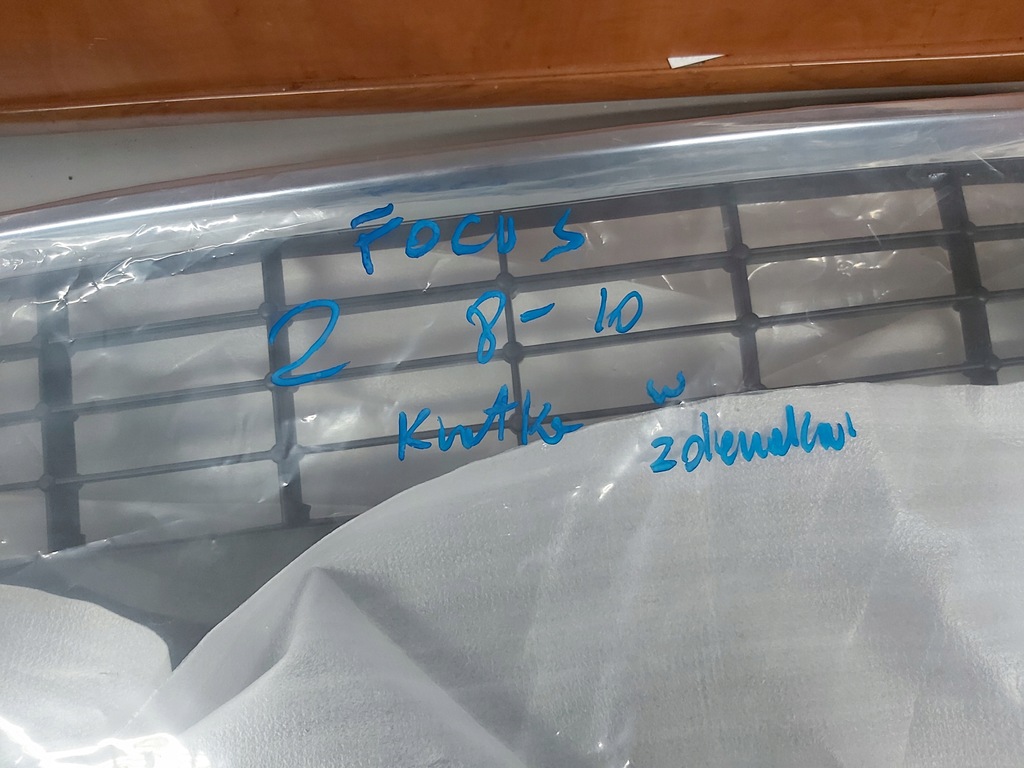 FOCUS
2 8-10
Kratka w
zderzaku